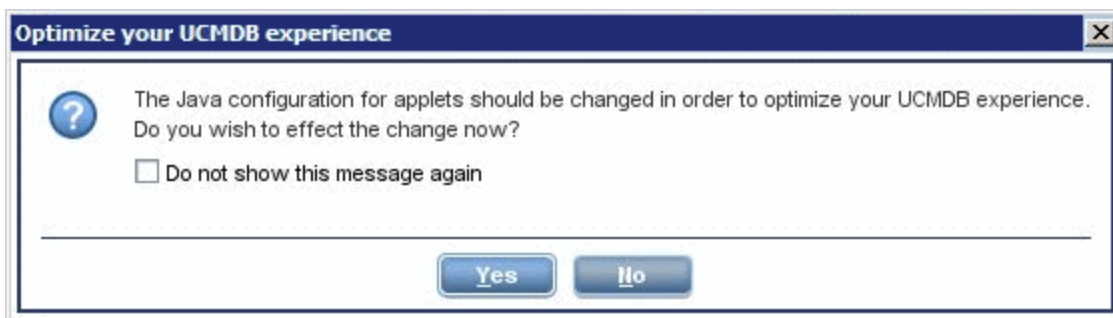 Optimize your UCMDB experience
The Java configuration for applets should be changed in order to optimize your UCMDB experience.
Do you wish to effect the change now?
Do not show this message again
Yes No